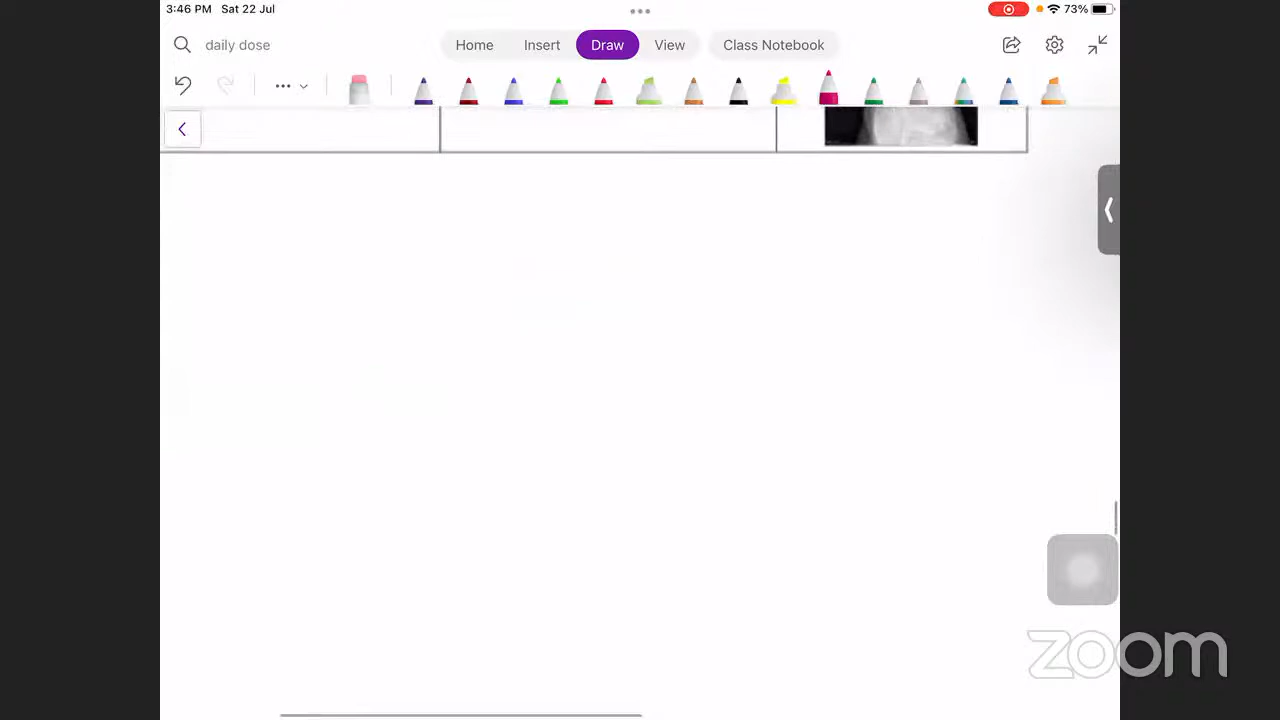 3:46 PM Sat 22 Jul
73%
daily dose
Home Insert Draw View Class Notebook
zoom